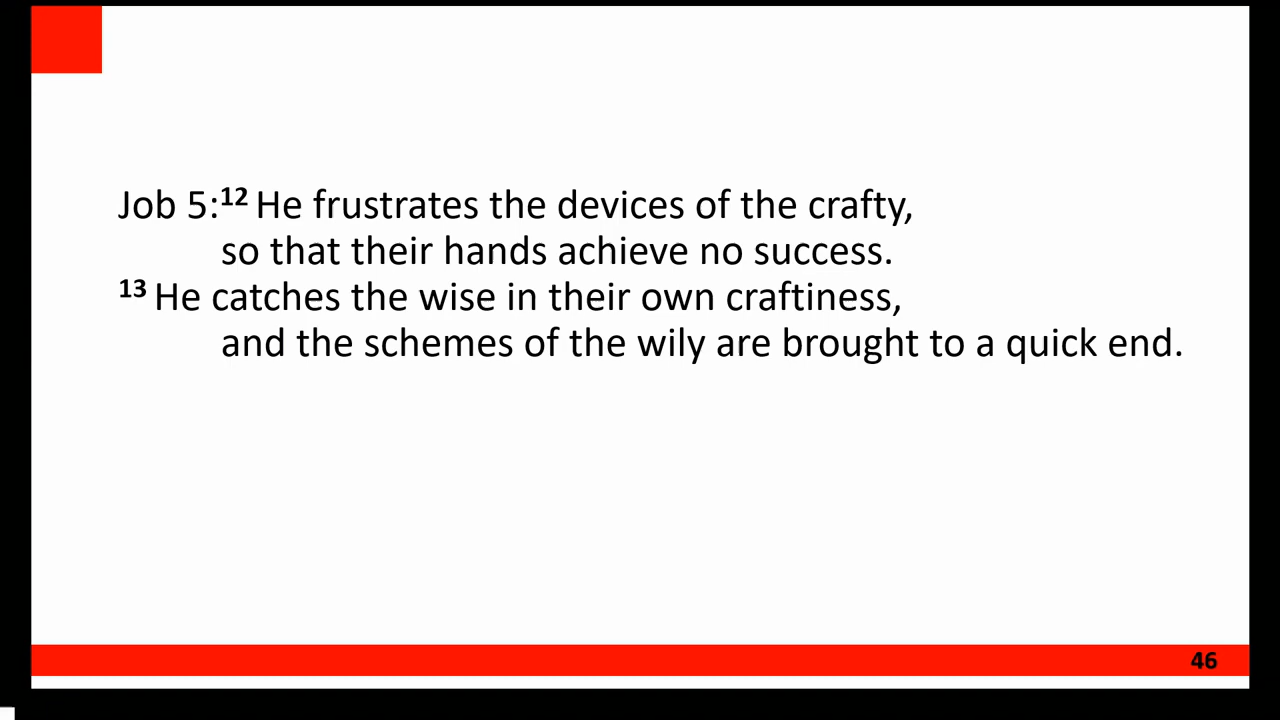 Job 5:12 He frustrates the devices of the crafty,
so that their hands achieve no success.
13 He catches the wise in their own craftiness,
and the schemes of the wily are brought to a quick end.
46